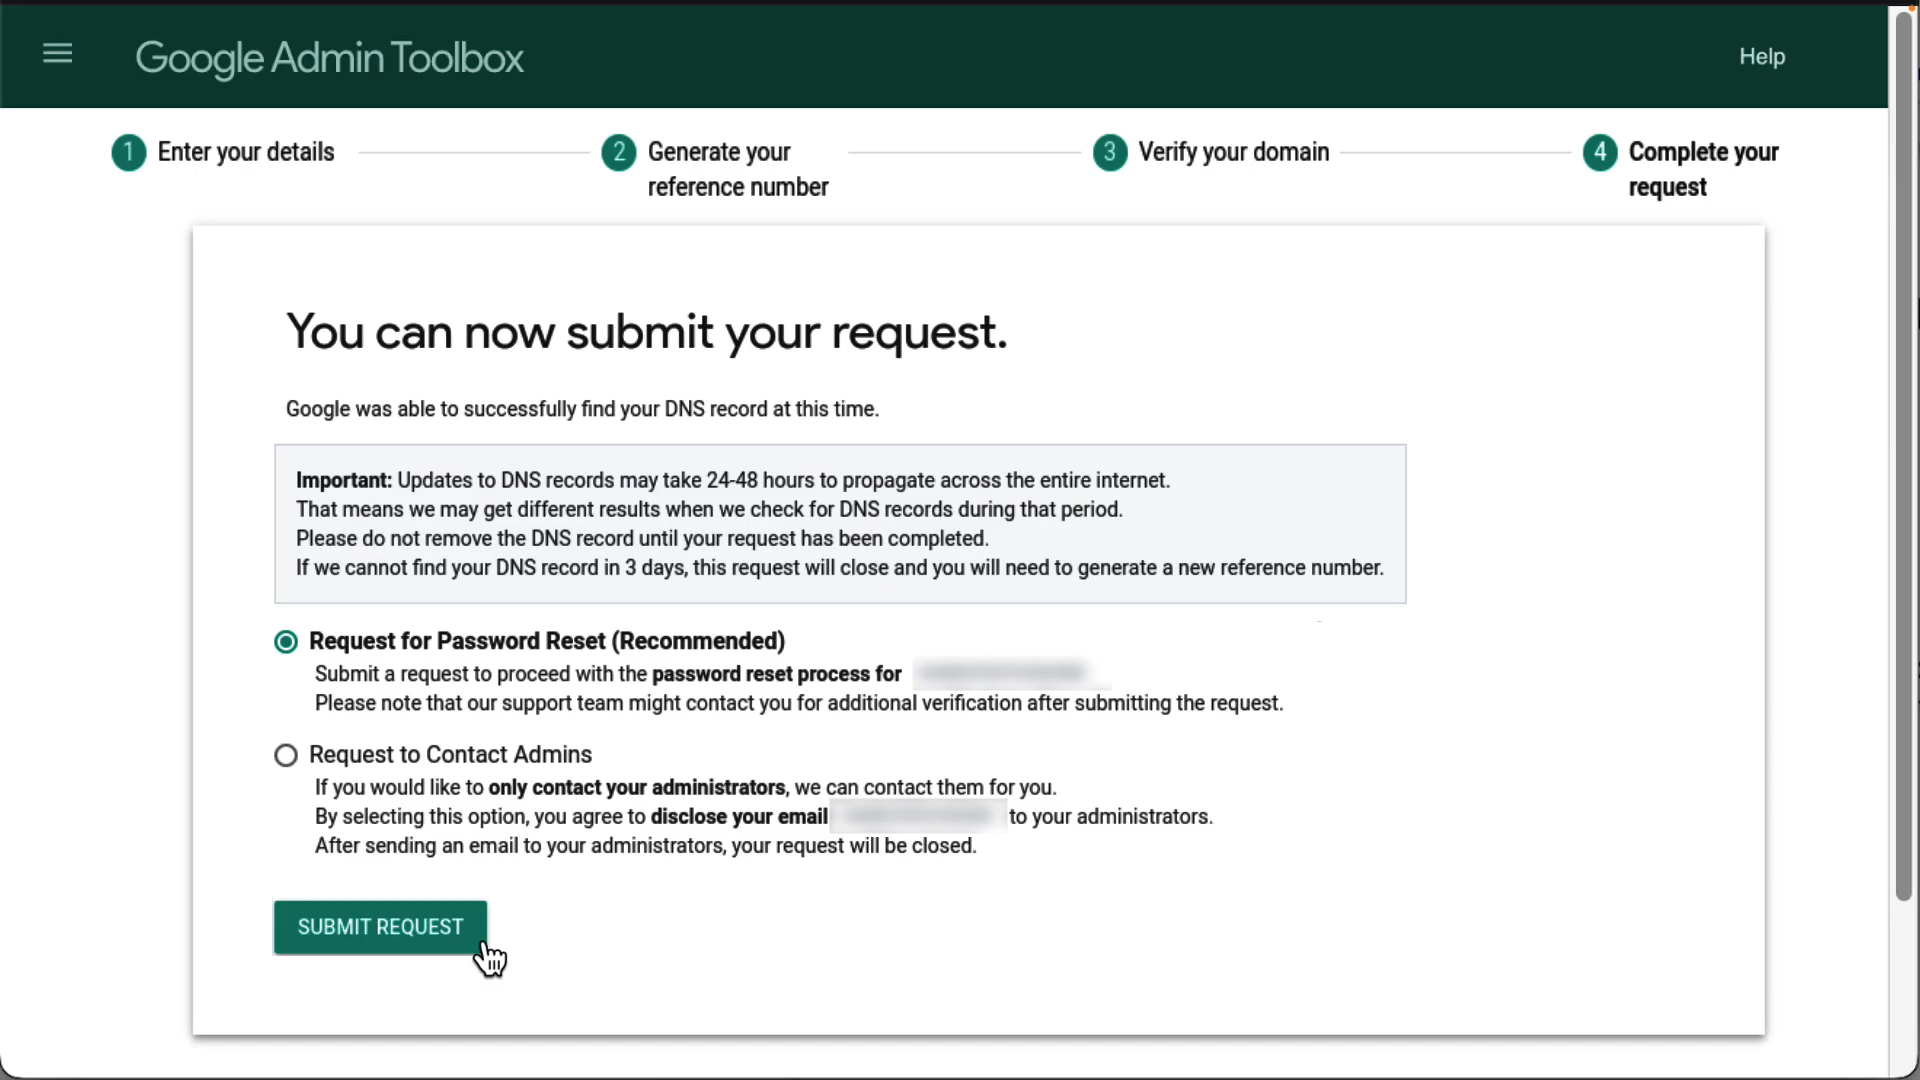 Google Admin Toolbox
Help
1 Enter your details
2 Generate your
reference number
3 Verify your domain
4 Complete your
request
You can now submit your request.
Google was able to successfully find your DNS record at this time.
Important: Updates to DNS records may take 24-48 hours to propagate across the entire internet.
That means we may get different results when we check for DNS records during that period.
Please do not remove the DNS record until your request has been completed.
If we cannot find your DNS record in 3 days, this request will close and you will need to generate a new reference number.
Request for Password Reset (Recommended)
Submit a request to proceed with the password reset process for
Please note that our support team might contact you for additional verification after submitting the request.
Request to Contact Admins
If you would like to only contact your administrators, we can contact them for you.
By selecting this option, you agree to disclose your email to your administrators.
After sending an email to your administrators, your request will be closed.
SUBMIT REQUEST